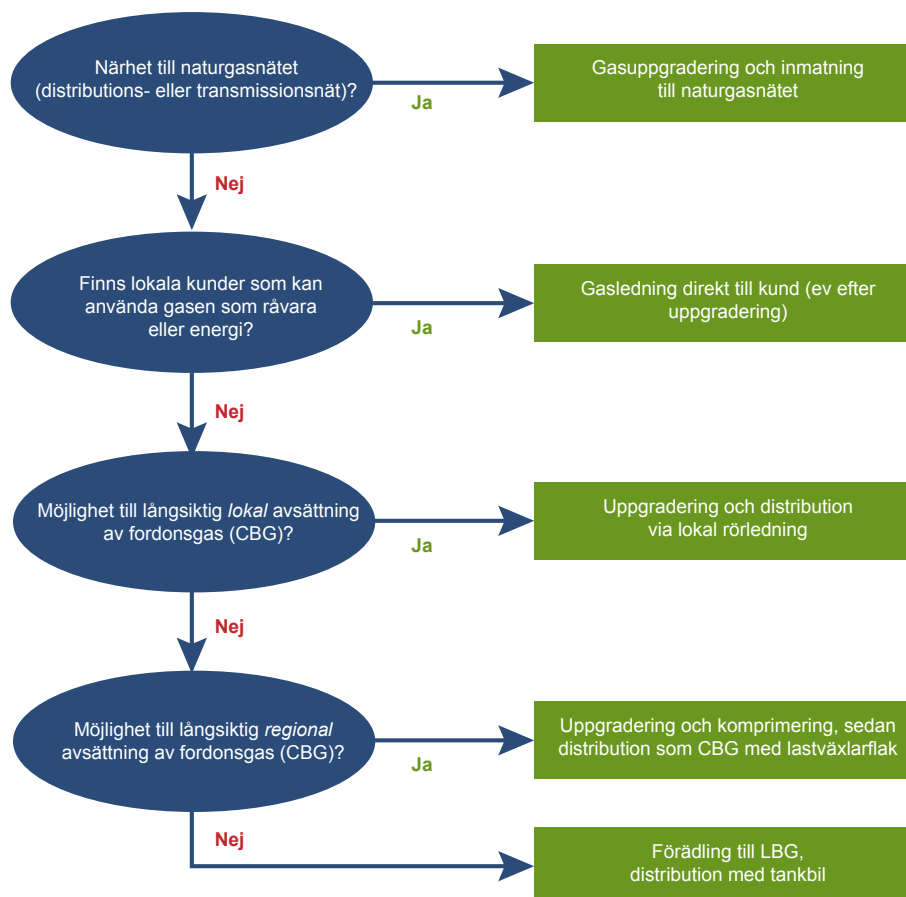 Närhet till naturgasnätet
(distributions- eller transmissionsnät)?
Ja
Gasuppgradering och inmatning
till naturgasnätet
Nej
Finns lokala kunder som kan
använda gasen som råvara
eller energi?
Ja
Gasledning direkt till kund (ev efter
uppgradering)
Nej
Möjlighet till långsiktig lokal avsättning
av fordonsgas (CBG)?
Ja
Uppgradering och distribution
via lokal rörledning
Nej
Möjlighet till långsiktig regional
avsättning av fordonsgas (CBG)?
Ja
Uppgradering och komprimering, sedan
distribution som CBG med lastväxlarflak
Nej
Förädling till LBG,
distribution med tankbil